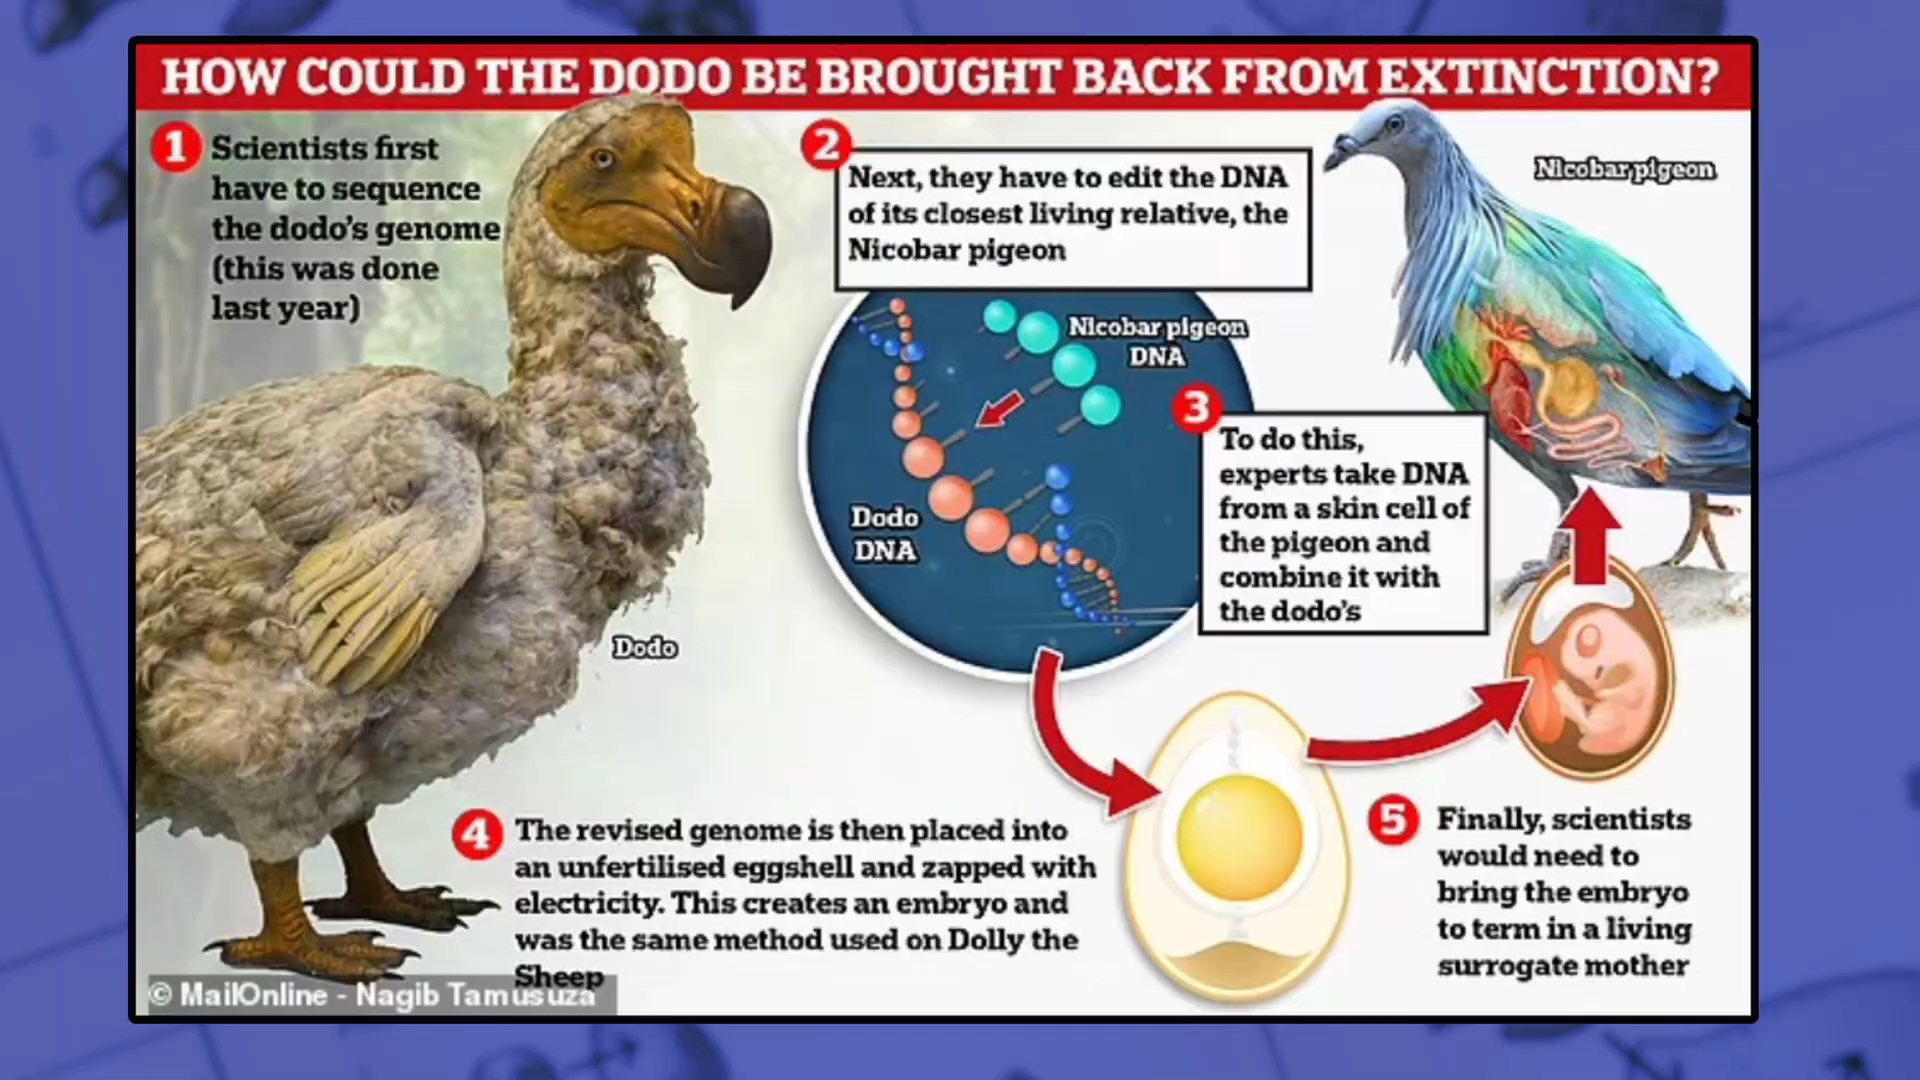 HOW COULD THE DODO BE BROUGHT BACK FROM EXTINCTION?
1
Scientists first
have to sequence
the dodo's genome
(this was done
last year)
2
Next, they have to edit the DNA
of its closest living relative, the
Nicobar pigeon
Nicobar pigeon
Nicobar pigeon
DNA
Dodo
DNA
3
To do this,
experts take DNA
from a skin cell of
the pigeon and
combine it with
the dodo's
Dodo
4
The revised genome is then placed into
an unfertilised eggshell and zapped with
electricity. This creates an embryo and
was the same method used on Dolly the
Sheep
5
Finally, scientists
would need to
bring the embryo
to term in a living
surrogate mother
© MailOnline - Nagib Tamusuza